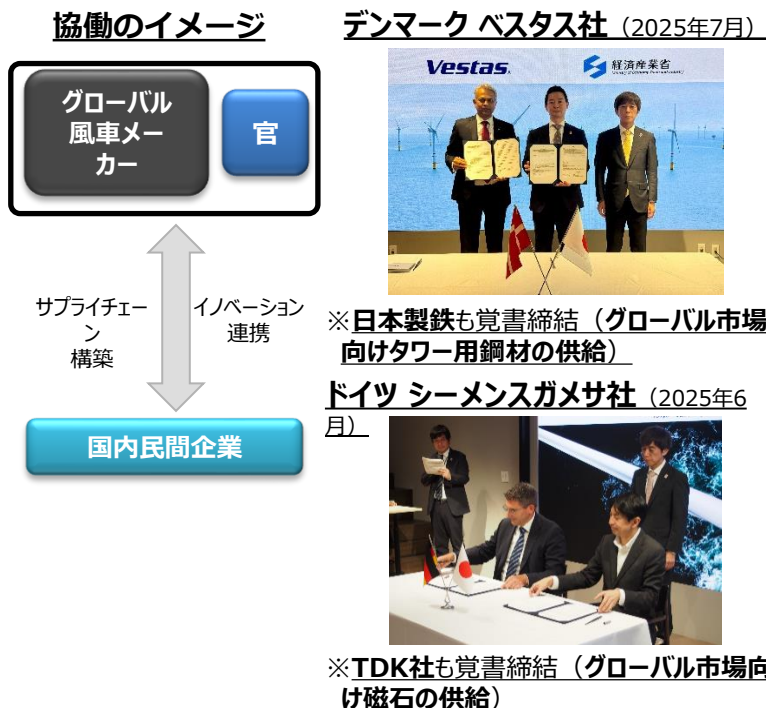 協働のイメージ
グローバル
風車メー
カー
官
サプライチェー
ン
構築
イノベーション
連携
国内民間企業
デンマーク ベスタス社（2025年7月）
Vestas
経済産業省
※日本製鉄も覚書締結（グローバル市場
向けタワー用鋼材の供給）
ドイツ シーメンスガメサ社（2025年6
月）
※TDK社も覚書締結（グローバル市場向
け磁石の供給）